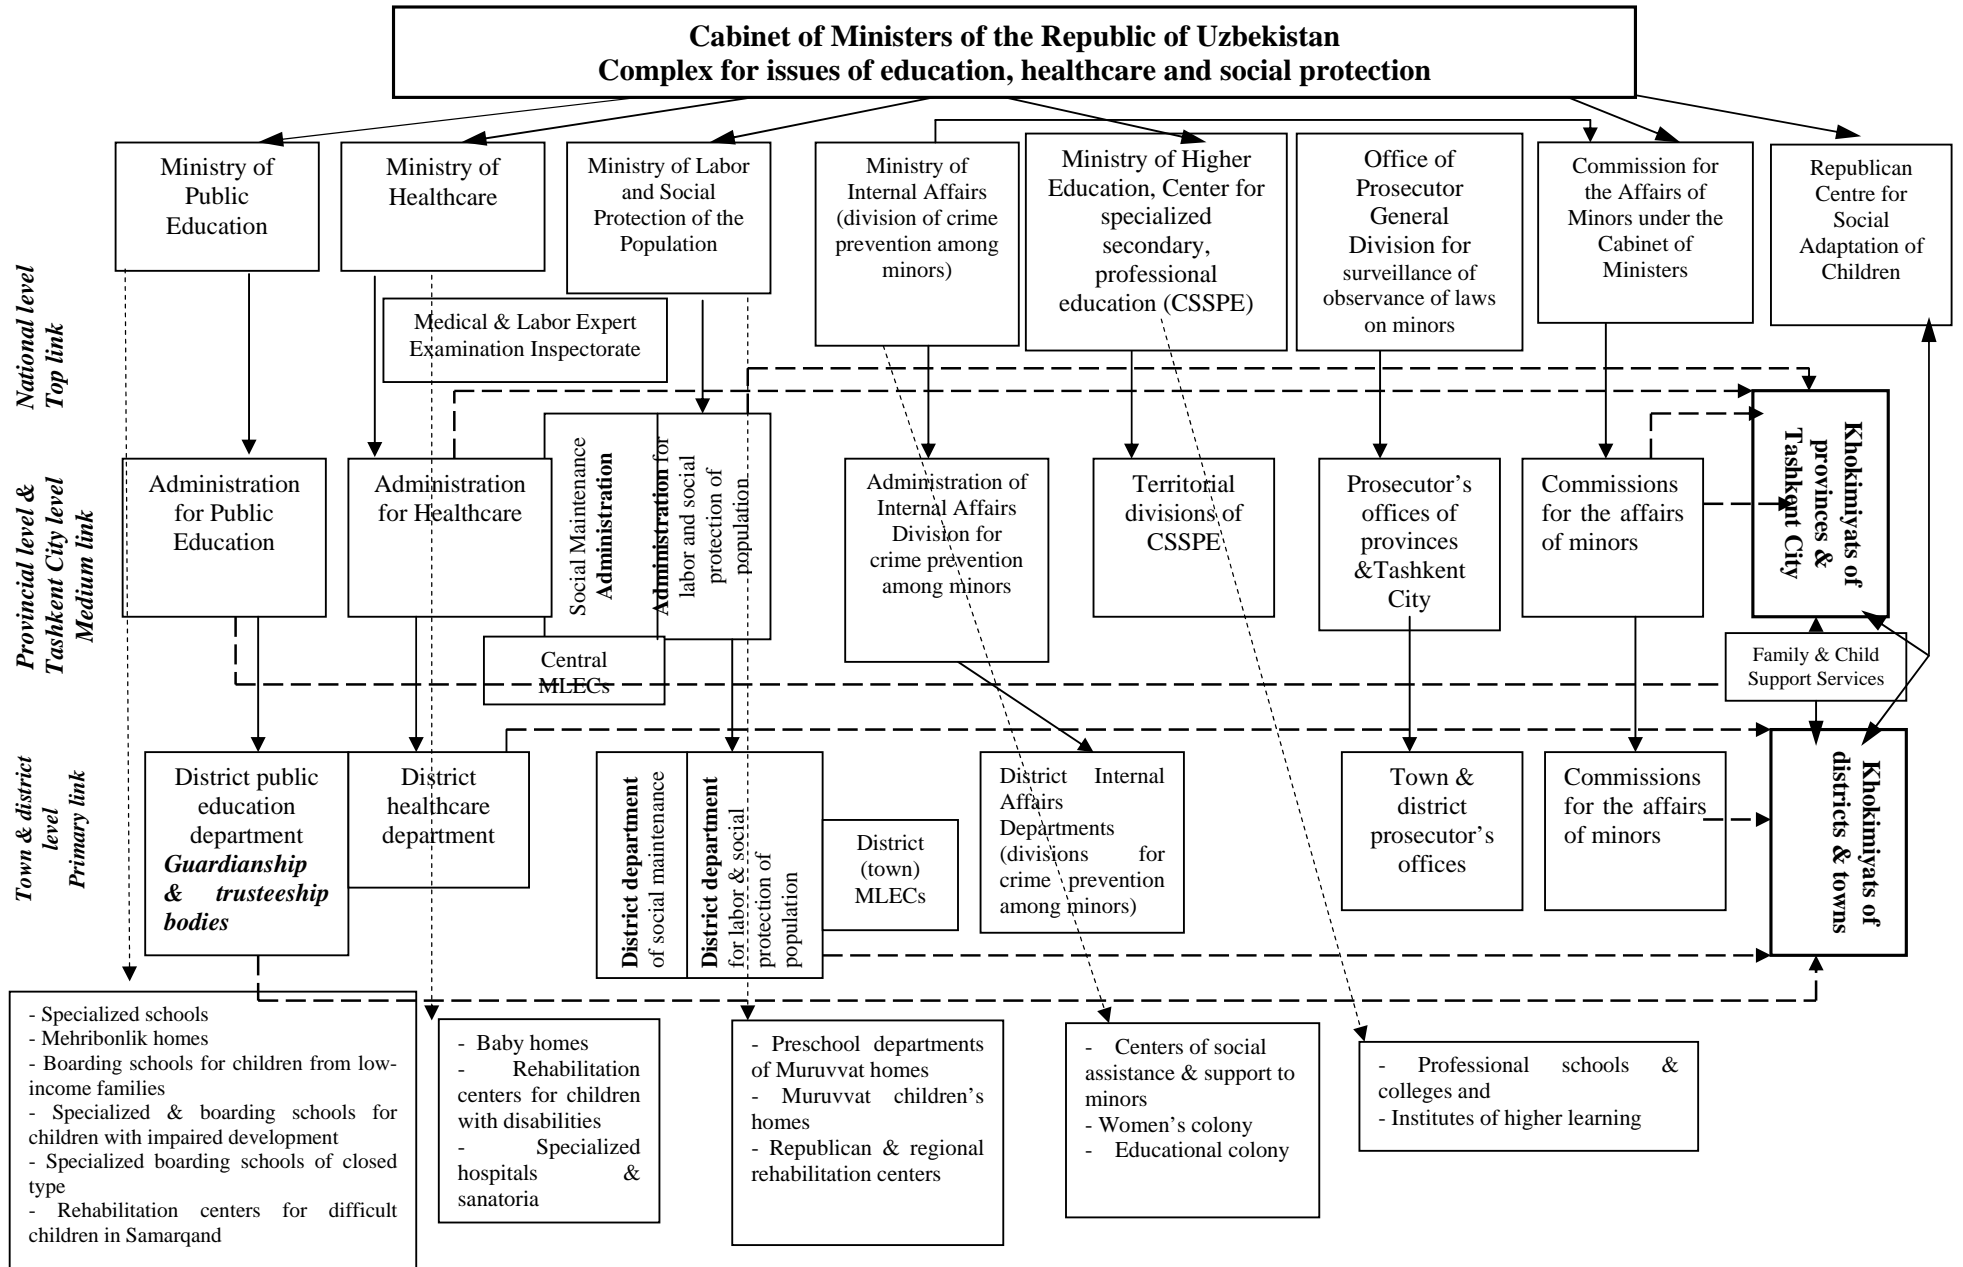 Cabinet of Ministers of the Republic of Uzbekistan
Complex for issues of education, healthcare and social protection
Ministry of
Public
Education
Ministry of
Healthcare
Ministry of Labor
and Social
Protection of the
Population
Ministry of
Internal Affairs
(division of crime
prevention among
minors)
Ministry of Higher
Education, Center for
specialized
secondary,
professional
education (CSSPE)
Office of
Prosecutor
General
Division for
surveillance of
observance of laws
on minors
Commission for
the Affairs of
Minors under the
Cabinet of
Ministers
Republican
Centre for
Social
Adaptation of
Children
National level
Top link
Medical & Labor Expert
Examination Inspectorate
Provincial level &
Tashkent City level
Medium link
Administration
for Public
Education
Administration
for Healthcare
Social Maintenance
Administration
Administration for
labor and social
protection of
population
Central
MLECs
Administration of
Internal Affairs
Division for
crime prevention
among minors
Territorial
divisions of
CSSPE
Prosecutor's
offices of
provinces
&Tashkent
City
Commissions
for the affairs
of minors
Khokimiyats of
provinces &
Tashkent City
Family & Child
Support Services
Town & district
level
Primary link
District public
education
department
Guardianship
& trusteeship
bodies
District
healthcare
department
District department
of social maintenance
District department
for labor & social
protection of
population
District
(town)
MLECs
District Internal
Affairs
Departments
(divisions for
crime prevention
among minors)
Town &
district
prosecutor's
offices
Commissions
for the affairs
of minors
Khokimiyats of
districts & towns
- Specialized schools
- Mehribonlik homes
- Boarding schools for children from low-
income families
- Specialized & boarding schools for
children with impaired development
- Specialized boarding schools of closed
type
- Rehabilitation centers for difficult
children in Samarqand
- Baby homes
- Rehabilitation
centers for children
with disabilities
- Specialized
hospitals &
sanatoria
- Preschool departments
of Muruvvat homes
- Muruvvat children's
homes
- Republican & regional
rehabilitation centers
- Centers of social
assistance & support to
minors
- Women's colony
- Educational colony
- Professional schools &
colleges and
- Institutes of higher learning